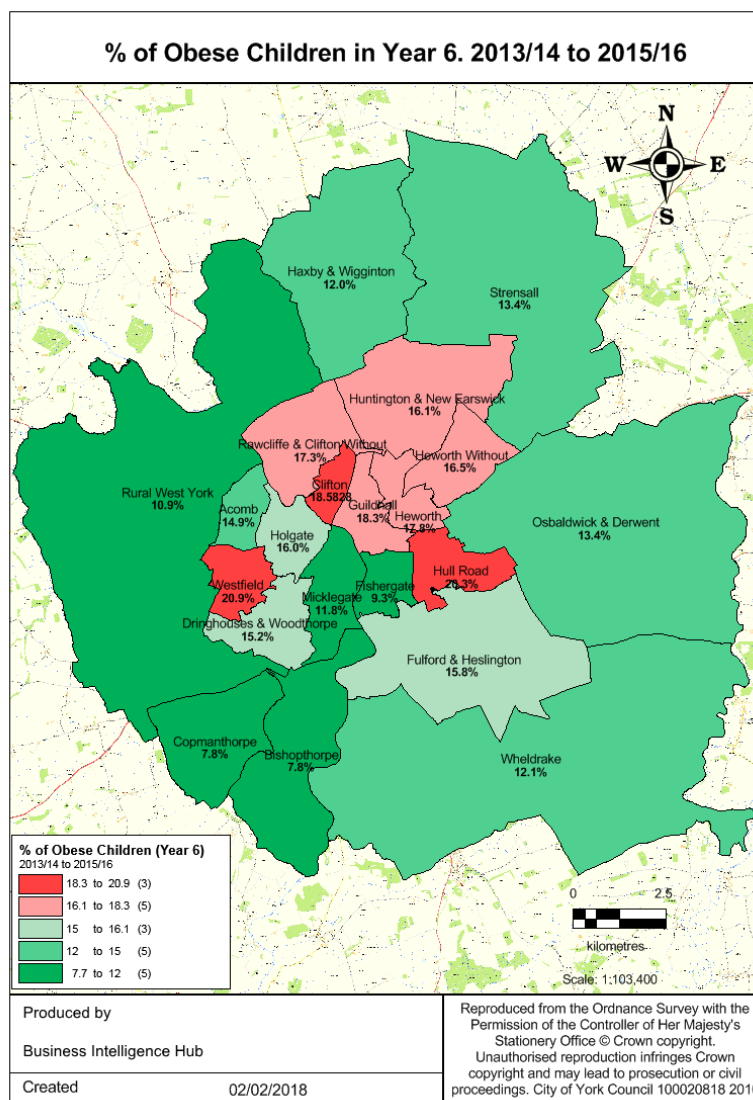 % of Obese Children in Year 6. 2013/14 to 2015/16
N
W E
S
Haxby & Wigginton
12.0%
Strensall
13.4%
Huntington & New Earswick
16.1%
Rawcliffe & Clifton Without
17.3%
Heworth Without
16.5%
Clifton
18.5828
Rural West York
10.9%
Acomb
14.9%
Guildhall
18.3%
Heworth
17.8%
Osbaldwick & Derwent
13.4%
Holgate
16.0%
Westfield
20.9%
Micklegate
11.8%
Fishergate
9.3%
Hull Road
20.3%
Dringhouses & Woodthorpe
15.2%
Fulford & Heslington
15.8%
Copmanthorpe
7.8%
Bishopthorpe
7.8%
Wheldrake
12.1%
% of Obese Children (Year 6)
2013/14 to 2015/16
18.3 to 20.9 (3)
16.1 to 18.3 (5)
15 to 16.1 (3)
12 to 15 (5)
7.7 to 12 (5)
0 2.5
kilometres
Scale: 1:103,400
Produced by
Business Intelligence Hub
Created 02/02/2018
Reproduced from the Ordnance Survey with the
Permission of the Controller of Her Majesty's
Stationery Office © Crown copyright.
Unauthorised reproduction infringes Crown
copyright and may lead to prosecution or civil
proceedings. City of York Council 100020818